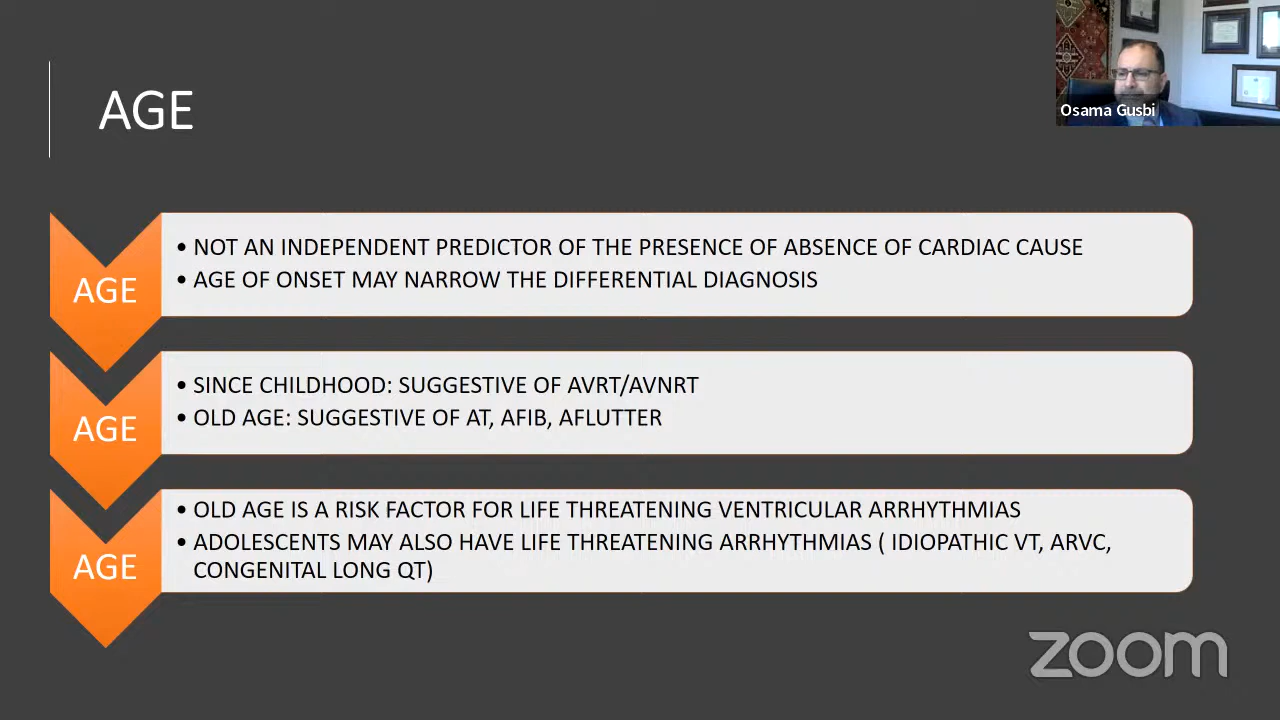 AGE
Osama Gusbi
AGE
• NOT AN INDEPENDENT PREDICTOR OF THE PRESENCE OF ABSENCE OF CARDIAC CAUSE
• AGE OF ONSET MAY NARROW THE DIFFERENTIAL DIAGNOSIS
AGE
• SINCE CHILDHOOD: SUGGESTIVE OF AVRT/AVNRT
• OLD AGE: SUGGESTIVE OF AT, AFIB, AFLUTTER
AGE
• OLD AGE IS A RISK FACTOR FOR LIFE THREATENING VENTRICULAR ARRHYTHMIAS
• ADOLESCENTS MAY ALSO HAVE LIFE THREATENING ARRHYTHMIAS ( IDIOPATHIC VT, ARVC,
CONGENITAL LONG QT)
zoom